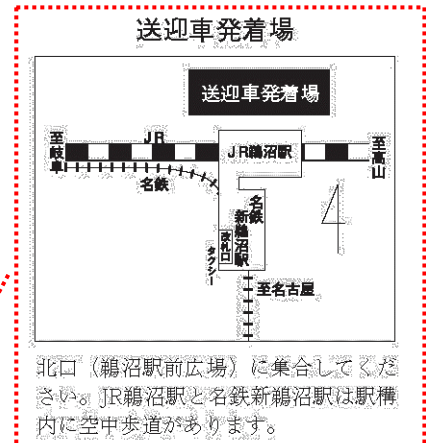 送迎車発着場
送迎車発着場
至岐阜
JR
JR鵜沼駅
至高山
名鉄
名鉄
新鵜沼駅
改札口
タクシー
至名古屋
北口（鵜沼駅前広場）に集合してくだ
さい。JR鵜沼駅と名鉄新鵜沼駅は駅構
内に空中歩道があります。